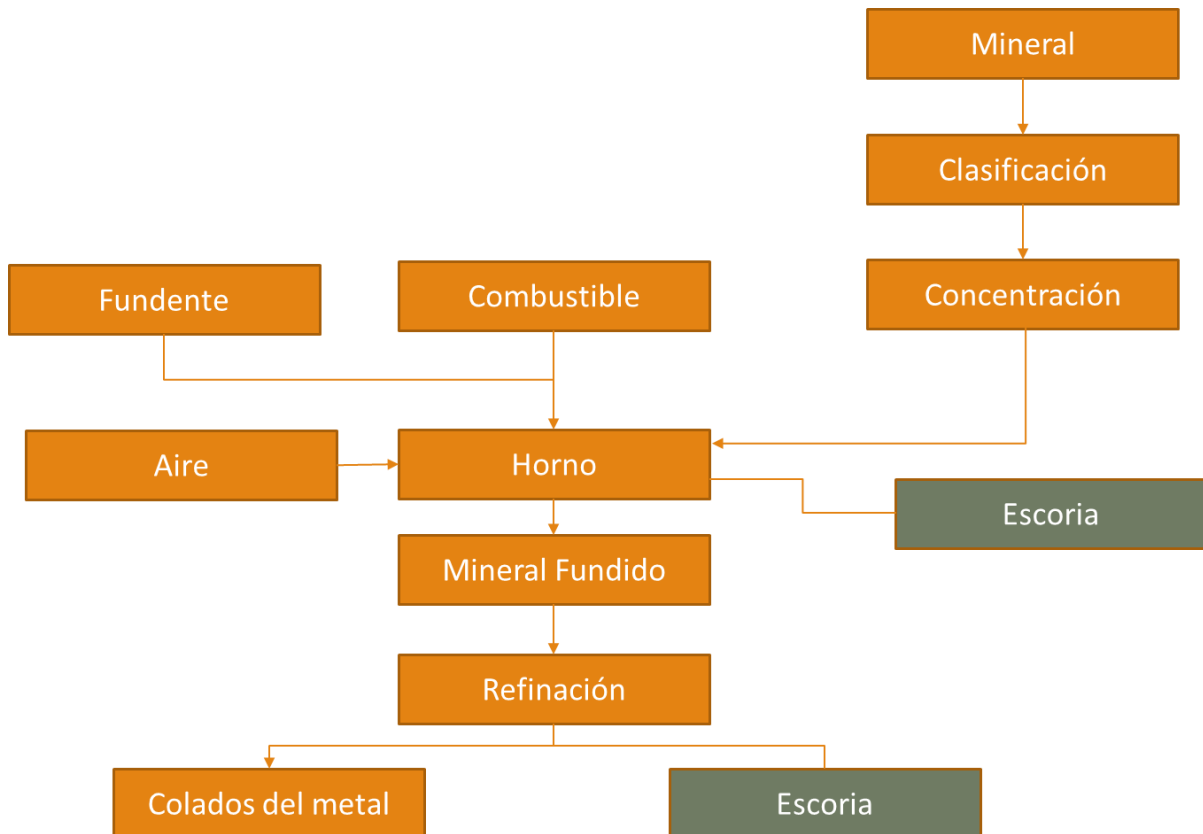 Mineral
Clasificación
Concentración
Fundente
Combustible
Aire
Horno
Escoria
Mineral Fundido
Refinación
Colados del metal
Escoria